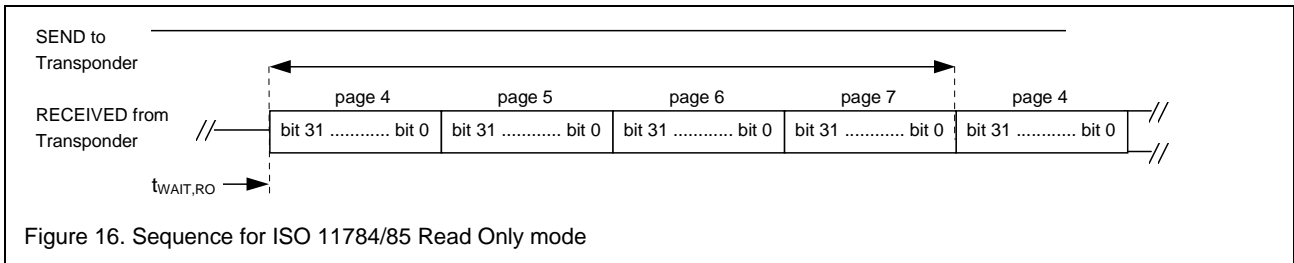 SEND to
Transponder
page 4 page 5 page 6 page 7 page 4
RECEIVED from
Transponder
bit 31 ............ bit 0 bit 31 ............ bit 0 bit 31 ............ bit 0 bit 31 ............ bit 0 bit 31 ............ bit 0
tWAIT,RO
Figure 16. Sequence for ISO 11784/85 Read Only mode